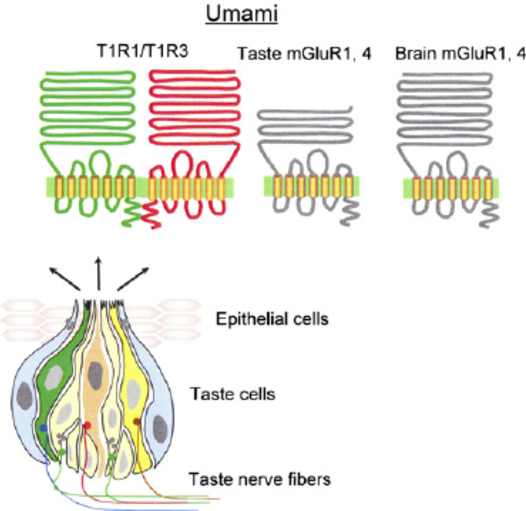 Umami
T1R1/T1R3
Taste mGluR1, 4
Brain mGluR1, 4
Epithelial cells
Taste cells
Taste nerve fibers